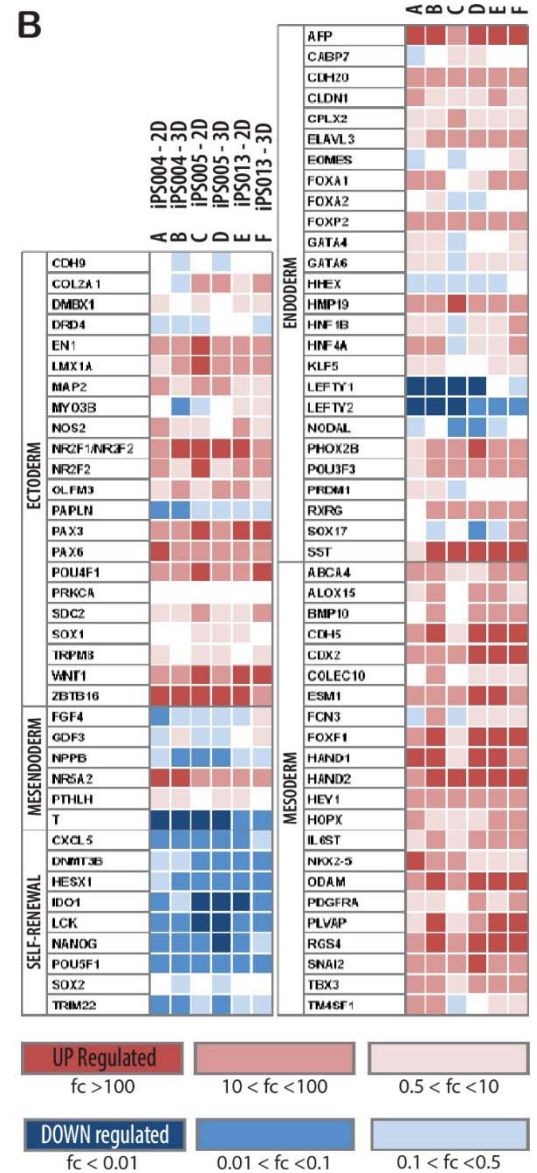 B
A iPS004 - 2D
B iPS004 - 3D
C iPS005 - 2D
D iPS005 - 3D
E iPS013 - 2D
F iPS013 - 3D
ECTODERM
CDH9
COL2A1
DMBX1
DRD4
EN1
LMX1A
MAP2
MYO3B
NOS2
NR2F1/NR2F2
NR2F2
OLFM3
PAPLN
PAX3
PAX6
POU4F1
PRKCA
SDC2
SOX1
TRPM8
WNT1
ZBTB16
MESENDODERM
FGF4
GDF3
NPPB
NR5A2
PTHLH
T
SELF-RENEWAL
CXCL5
DNMT3B
HESX1
IDO1
LCK
NANOG
POU5F1
SOX2
TRIM22
A B C D E F
ENDODERM
AFP
CABP7
CDH20
CLDN1
CPLX2
ELAVL3
EOMES
FOXA1
FOXA2
FOXP2
GATA4
GATA6
HHEX
HMP19
HNF1B
HNF4A
KLF5
LEFTY1
LEFTY2
NODAL
PHOX2B
POU3F3
PRDM1
RXRG
SOX17
SST
MESODERM
ABCA4
ALOX15
BMP10
CDH5
CDX2
COLEC10
ESM1
FCN3
FOXF1
HAND1
HAND2
HEY1
HOPX
IL6ST
NKX2-5
ODAM
PDGFRA
PLVAP
RGS4
SNAI2
TBX3
TM4SF1
UP Regulated
fc >100
10 < fc <100
0.5 < fc <10
DOWN regulated
fc < 0.01
0.01 < fc <0.1
0.1 < fc <0.5